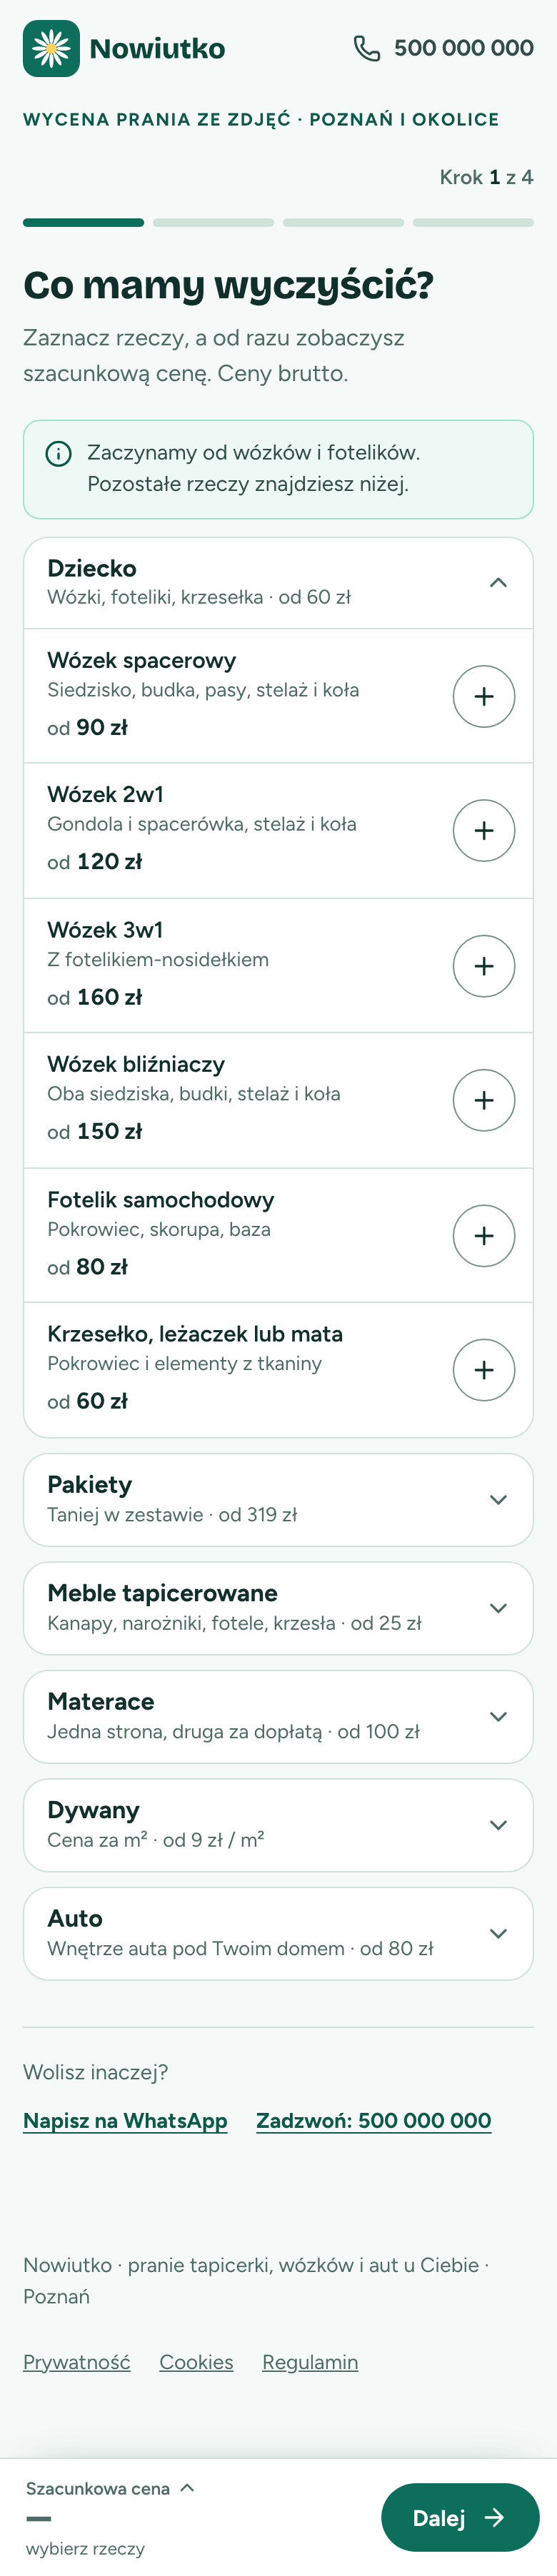 Nowiutko
500 000 000
WYCENA PRANIA ZE ZDJĘĆ · POZNAŃ I OKOLICE
Krok 1 z 4
Co mamy wyczyścić?
Zaznacz rzeczy, a od razu zobaczysz
szacunkową cenę. Ceny brutto.
Zaczynamy od wózków i fotelików.
Pozostałe rzeczy znajdziesz niżej.
Dziecko
Wózki, foteliki, krzesełka · od 60 zł
Wózek spacerowy
Siedzisko, budka, pasy, stelaż i koła
od 90 zł
Wózek 2w1
Gondola i spacerówka, stelaż i koła
od 120 zł
Wózek 3w1
Z fotelikiem-nosidełkiem
od 160 zł
Wózek bliźniaczy
Oba siedziska, budki, stelaż i koła
od 150 zł
Fotelik samochodowy
Pokrowiec, skorupa, baza
od 80 zł
Krzesełko, leżaczek lub mata
Pokrowiec i elementy z tkaniny
od 60 zł
Pakiety
Taniej w zestawie · od 319 zł
Meble tapicerowane
Kanapy, narożniki, fotele, krzesła · od 25 zł
Materace
Jedna strona, druga za dopłatą · od 100 zł
Dywany
Cena za m² · od 9 zł / m²
Auto
Wnętrze auta pod Twoim domem · od 80 zł
Wolisz inaczej?
Napisz na WhatsApp Zadzwoń: 500 000 000
Nowiutko · pranie tapicerki, wózków i aut u Ciebie ·
Poznań
Prywatność Cookies Regulamin
Szacunkowa cena
—
wybierz rzeczy
Dalej